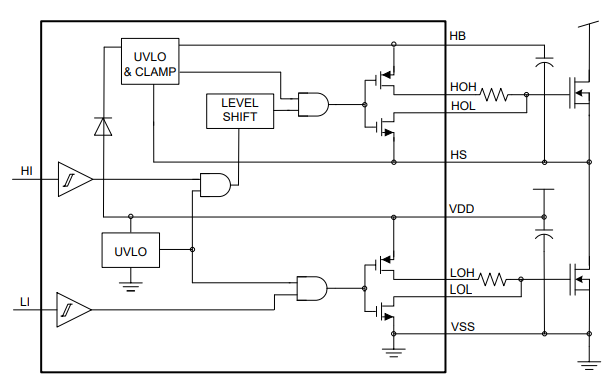 HB
UVLO
& CLAMP
HOH
LEVEL
SHIFT
HOL
HS
HI
VDD
UVLO
LOH
LOL
LI
VSS